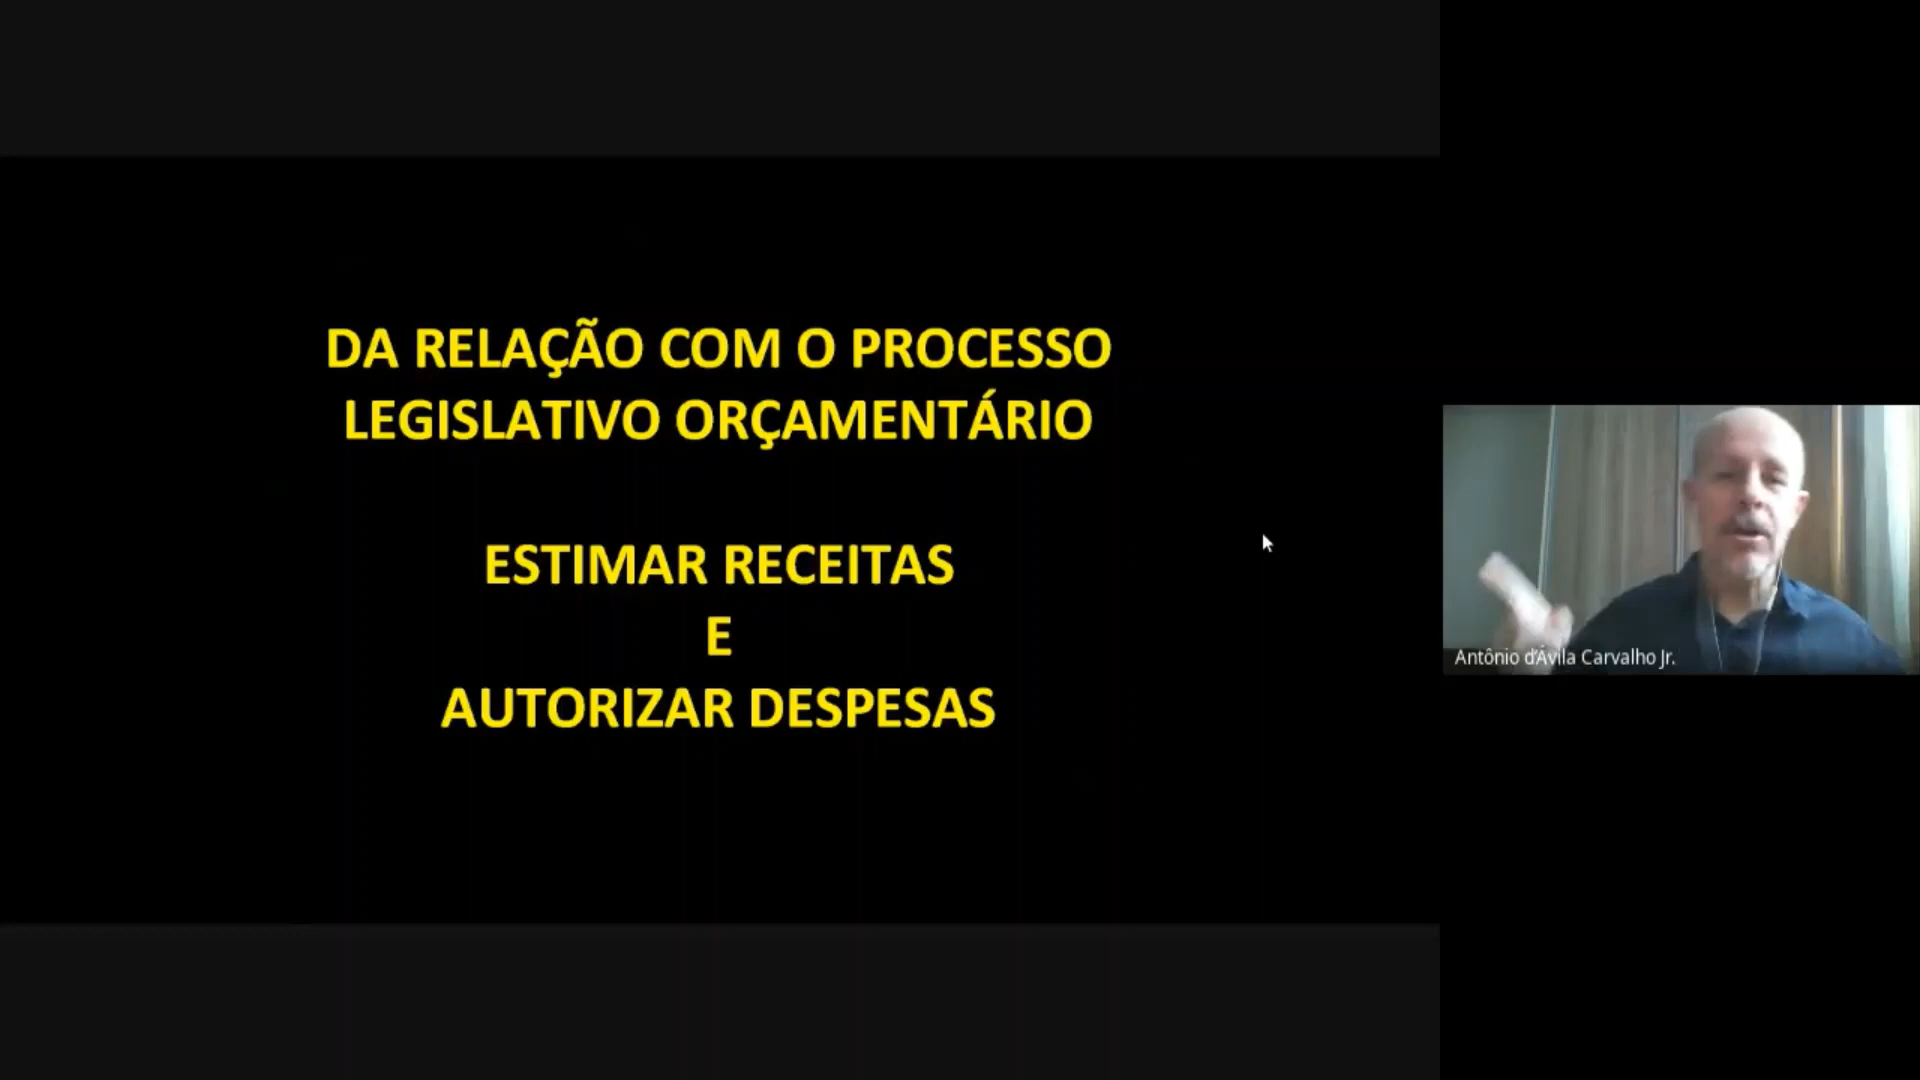 DA RELAÇÃO COM O PROCESSO
LEGISLATIVO ORÇAMENTÁRIO
ESTIMAR RECEITAS
E
AUTORIZAR DESPESAS
Antônio d'Ávila Carvalho Jr.